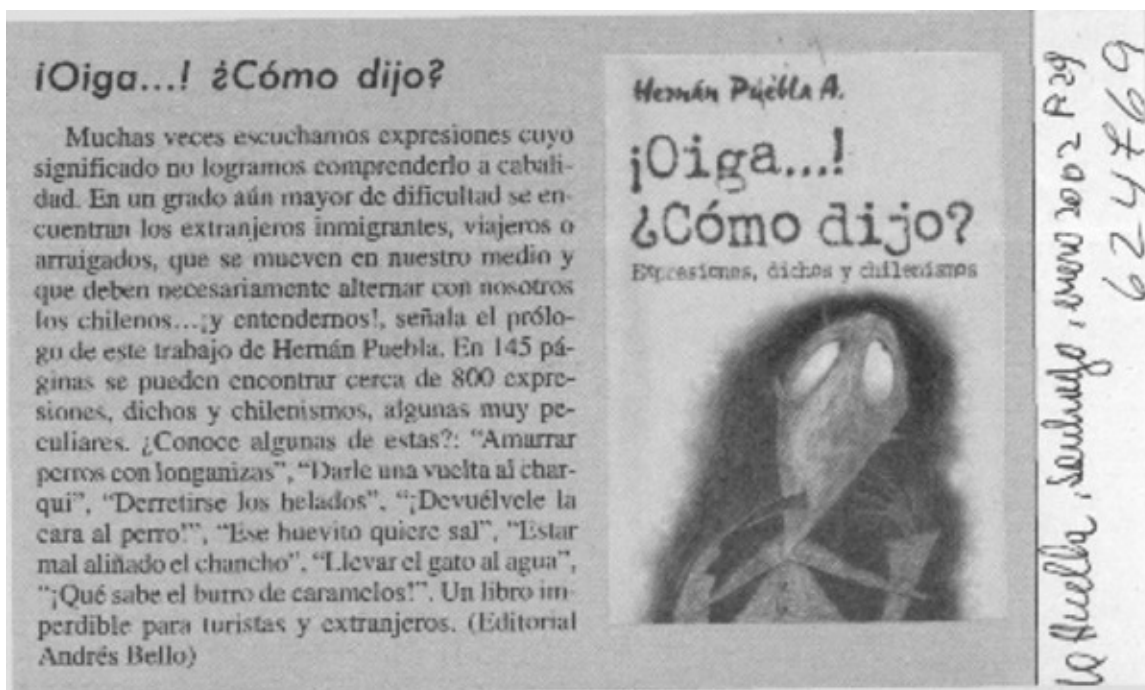 ¡Oiga...! ¿Cómo dijo?
Muchas veces escuchamos expresiones cuyo
significado no logramos comprenderlo a cabali-
dad. En un grado aún mayor de dificultad se en-
cuentran los extranjeros inmigrantes, viajeros o
arraigados, que se mueven en nuestro medio y
que deben necesariamente alternar con nosotros
los chilenos...¡y entendernos!, señala el prólo-
go de este trabajo de Hernán Puebla. En 145 pá-
ginas se pueden encontrar cerca de 800 expre-
siones, dichos y chilenismos, algunas muy pe-
culiares. ¿Conoce algunas de estas?: “Amarrar
perros con longanizas”, “Darle una vuelta al char-
qui”, “Derretirse los helados”, “¡Devuélvele la
cara al perro!”, “Ese huevito quiere sal”, “Estar
mal aliñado el chancho”, “Llevar el gato al agua”,
“¡Qué sabe el burro de caramelos!”. Un libro im-
perdible para turistas y extranjeros. (Editorial
Andrés Bello)
Hernán Puebla A.
¡Oiga...!
¿Cómo dijo?
Expresiones, dichos y chilenismos
La Huella, Santiago, enero 2002 P. 29
624769